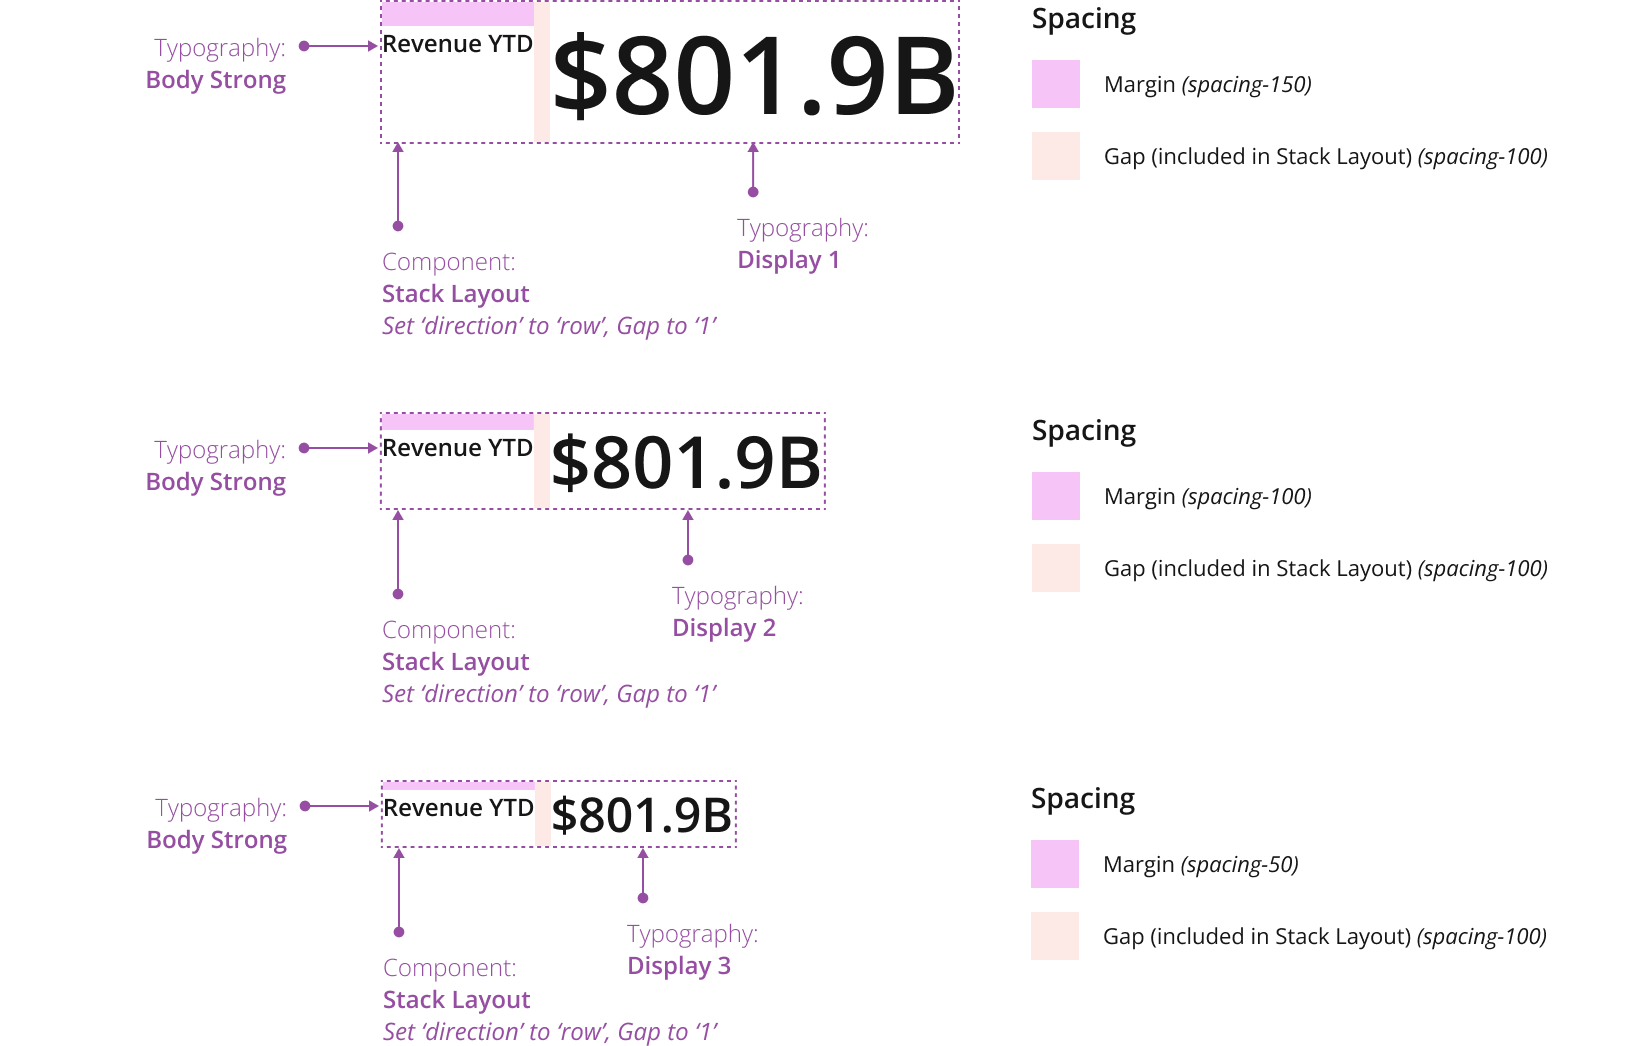 Typography:
Body Strong
Revenue YTD
$801.9B
Component:
Stack Layout
Set ‘direction’ to ‘row’, Gap to ‘1’
Typography:
Display 1
Spacing
Margin (spacing-150)
Gap (included in Stack Layout) (spacing-100)
Typography:
Body Strong
Revenue YTD
$801.9B
Component:
Stack Layout
Set ‘direction’ to ‘row’, Gap to ‘1’
Typography:
Display 2
Spacing
Margin (spacing-100)
Gap (included in Stack Layout) (spacing-100)
Typography:
Body Strong
Revenue YTD
$801.9B
Component:
Stack Layout
Set ‘direction’ to ‘row’, Gap to ‘1’
Typography:
Display 3
Spacing
Margin (spacing-50)
Gap (included in Stack Layout) (spacing-100)